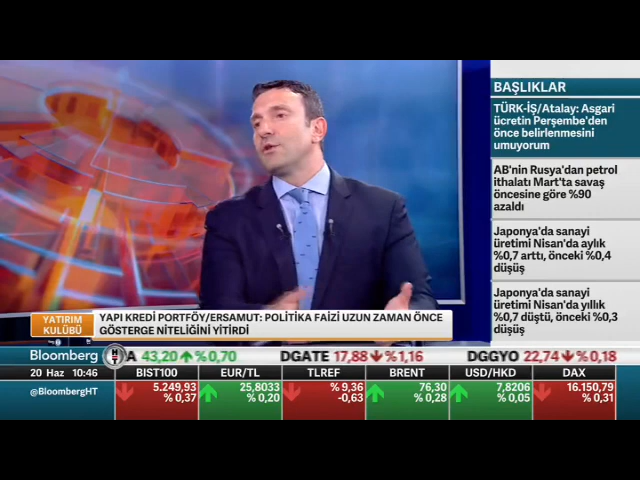 BAŞLIKLAR
TÜRK-İŞ/Atalay: Asgari
ücretin Perşembe'den
önce belirlenmesini
umuyorum
AB'nin Rusya'dan petrol
ithalatı Mart'ta savaş
öncesine göre %90
azaldı
Japonya'da sanayi
üretimi Nisan'da aylık
%0,7 arttı, önceki %0,4
düşüş
Japonya'da sanayi
üretimi Nisan'da yıllık
%0,7 düştü, önceki %0,3
düşüş
YATIRIM
KULÜBÜ
YAPI KREDİ PORTFÖY/ERSAMUT: POLİTİKA FAİZİ UZUN ZAMAN ÖNCE
GÖSTERGE NİTELİĞİNİ YİTİRDİ
Bloomberg HT A 43,20 % 0,70 DGATE 17,88 % 1,16 DGGYO 22,74 % 0,18
20 Haz 10:46 BIST100 EUR/TL TLREF BRENT USD/HKD DAX
@BloombergHT 5.249,93 25,8033 % 9,36 76,30 7,8206 16.150,79
% 0,37 % 0,20 -0,63 % 0,28 % 0,05 % 0,31